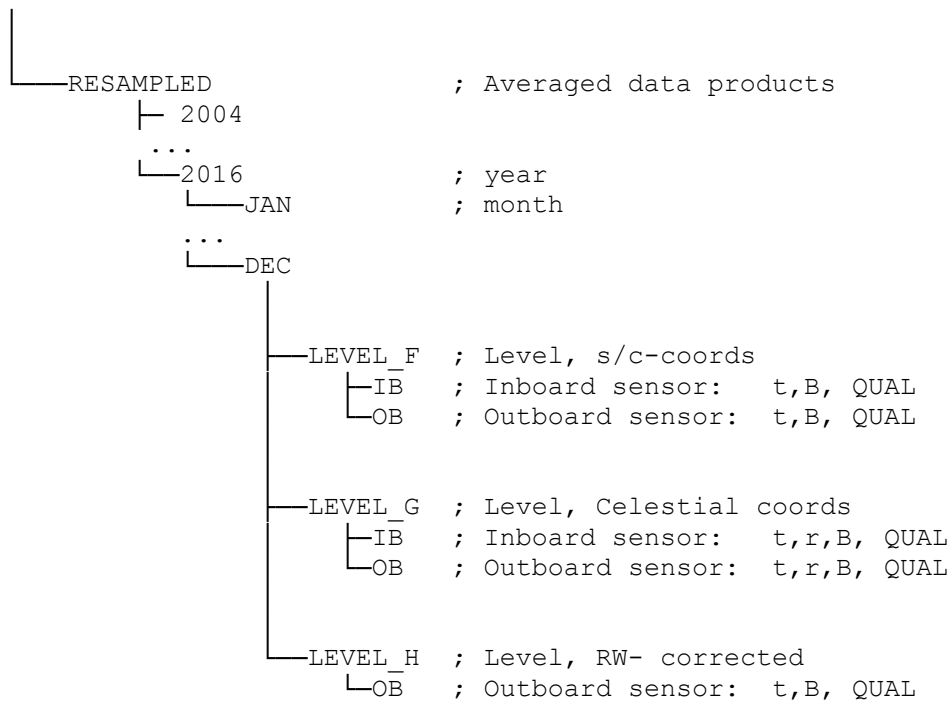 RESAMPLED ; Averaged data products
2004
...
2016 ; year
JAN ; month
...
DEC
LEVEL_F ; Level, s/c-coords
IB ; Inboard sensor: t,B, QUAL
OB ; Outboard sensor: t,B, QUAL
LEVEL_G ; Level, Celestial coords
IB ; Inboard sensor: t,r,B, QUAL
OB ; Outboard sensor: t,r,B, QUAL
LEVEL_H ; Level, RW- corrected
OB ; Outboard sensor: t,B, QUAL